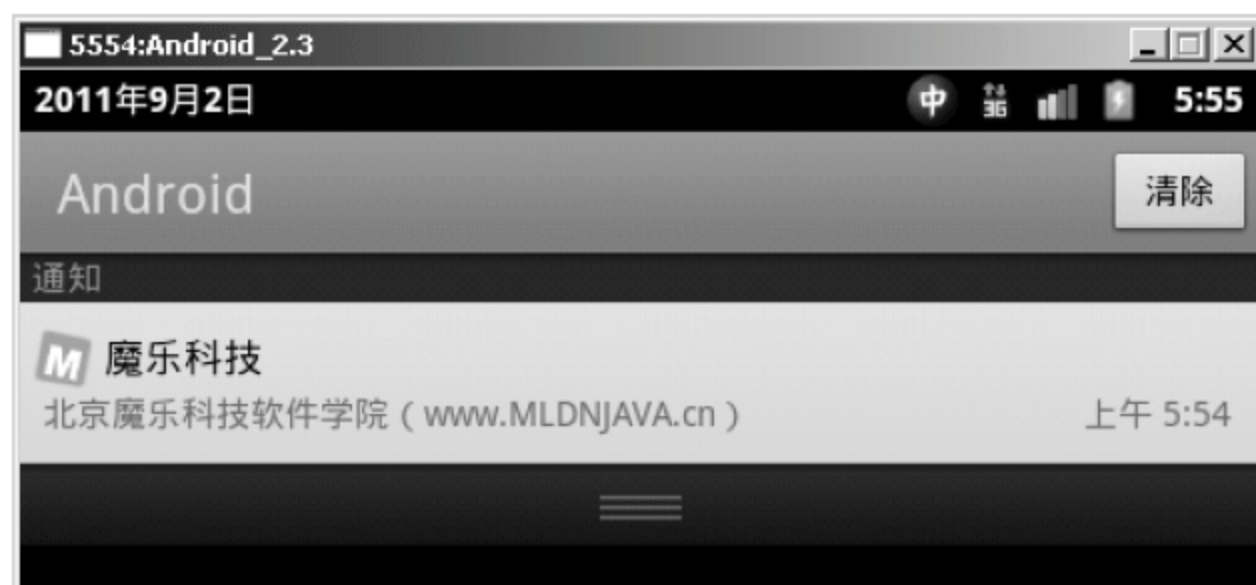 5554:Android_2.3
2011年9月2日 中 3G 5:55
Android 清除
通知
M 魔乐科技
北京魔乐科技软件学院（www.MLDNJAVA.cn） 上午 5:54